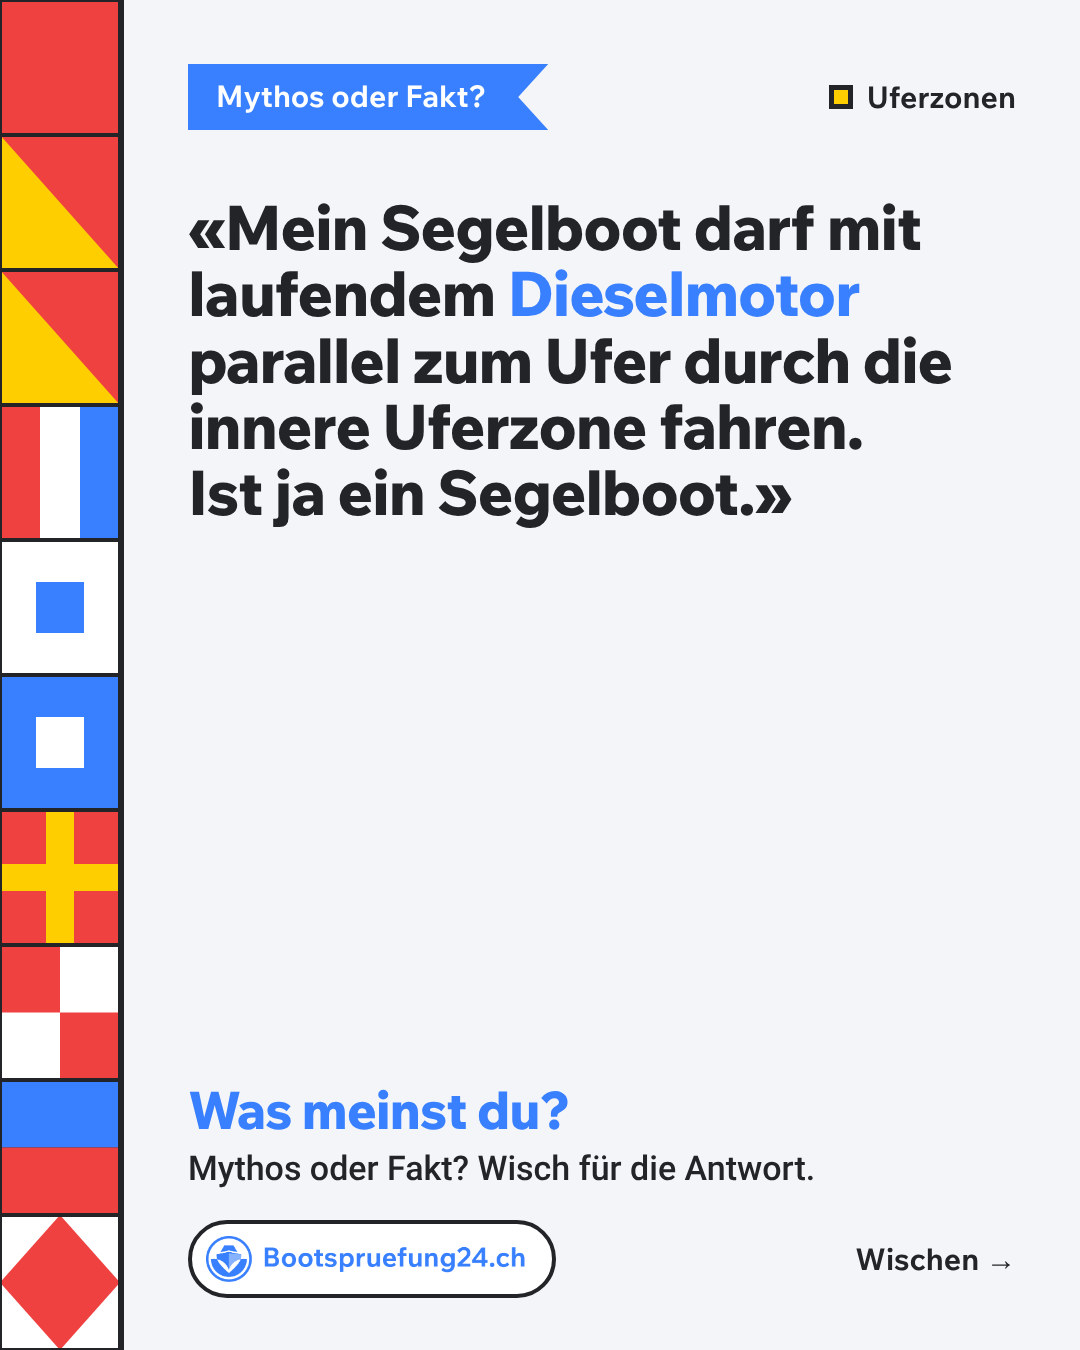 Mythos oder Fakt?
Uferzonen
«Mein Segelboot darf mit
laufendem Dieselmotor
parallel zum Ufer durch die
innere Uferzone fahren.
Ist ja ein Segelboot.»
Was meinst du?
Mythos oder Fakt? Wisch für die Antwort.
Bootspruefung24.ch
Wischen →